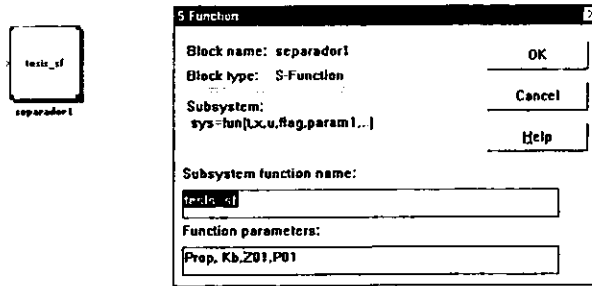 tesis_sf
separador1
S Function
Block name: separador1
Block type: S-Function
Subsystem:
sys=fun(t,x,u,flag,param1,..)
Subsystem function name:
tesis_sf
Function parameters:
Prop, Kb,Z01,P01
OK
Cancel
Help